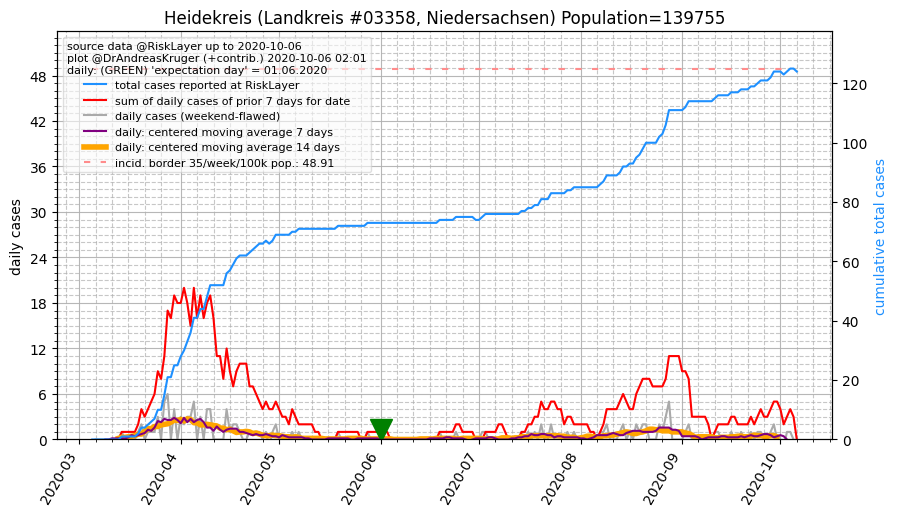 Heidekreis (Landkreis #03358, Niedersachsen) Population=139755
source data @RiskLayer up to 2020-10-06
plot @DrAndreasKruger (+contrib.) 2020-10-06 02:01
daily: (GREEN) 'expectation day' = 01.06.2020
total cases reported at RiskLayer
sum of daily cases of prior 7 days for date
daily cases (weekend-flawed)
daily: centered moving average 7 days
daily: centered moving average 14 days
incid. border 35/week/100k pop.: 48.91
daily cases
48
42
36
30
24
18
12
6
0
120
100
80
60
40
20
0
cumulative total cases
2020-03
2020-04
2020-05
2020-06
2020-07
2020-08
2020-09
2020-10